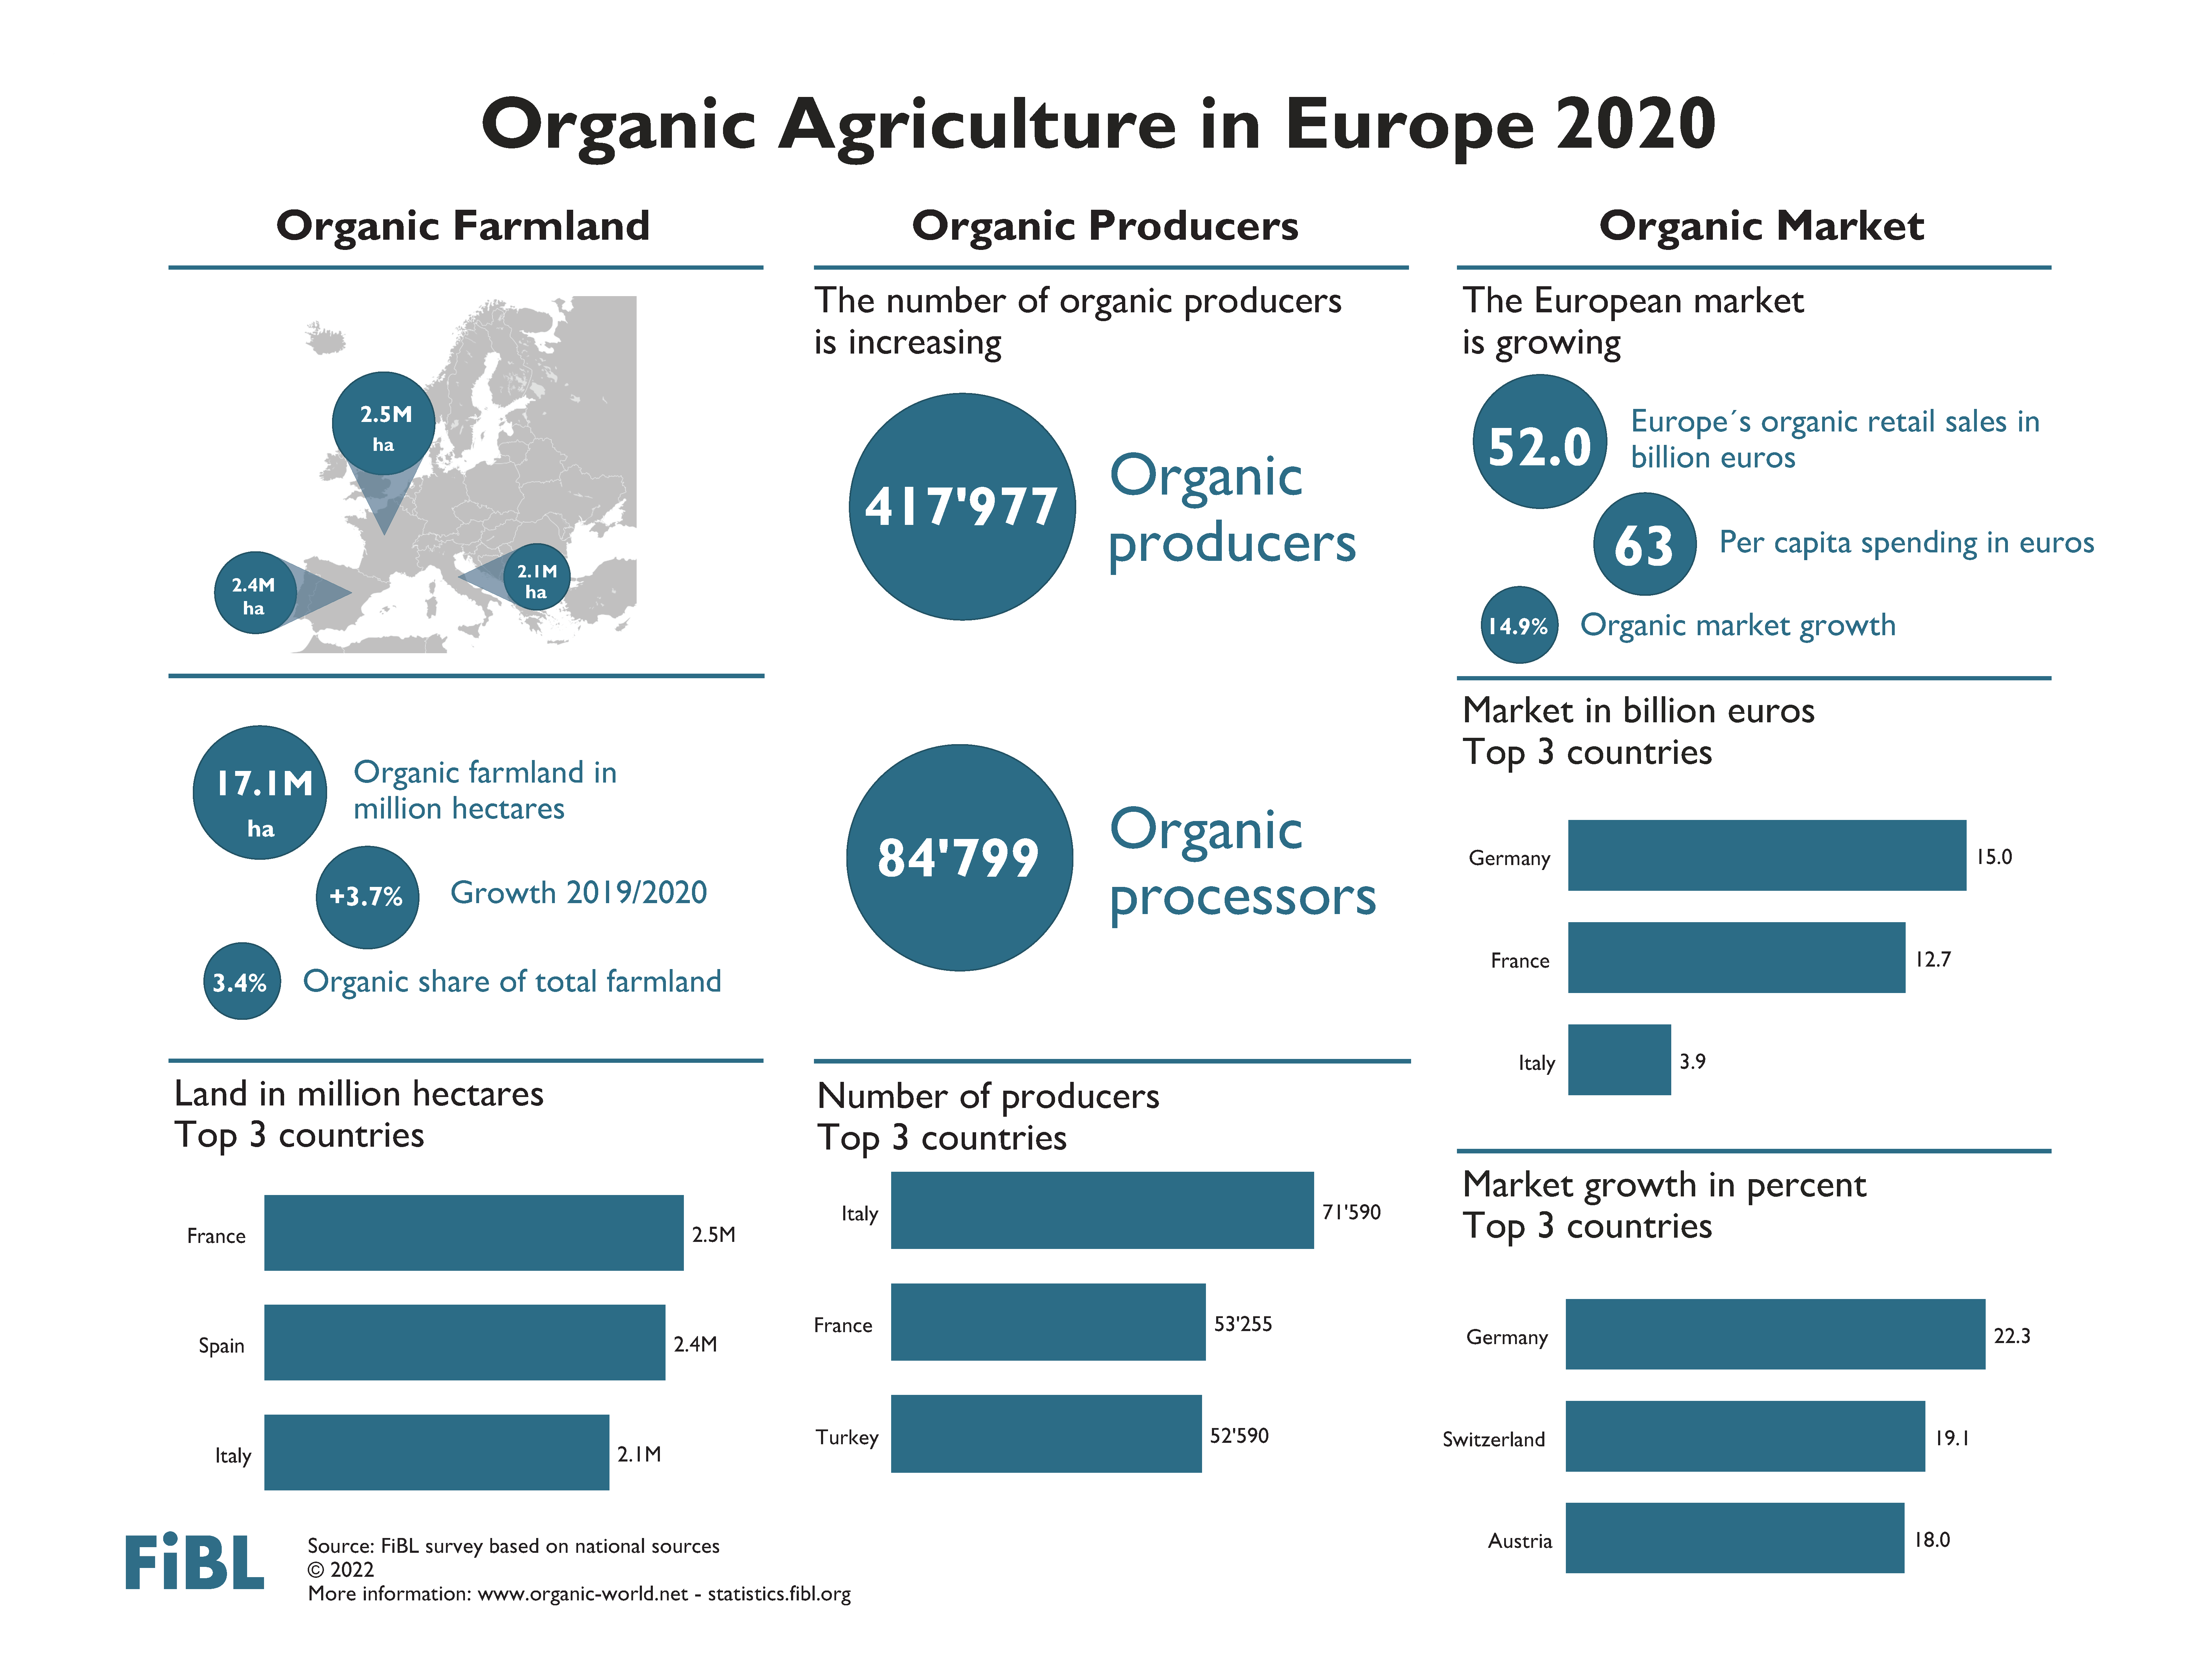 Organic Agriculture in Europe 2020
Organic Farmland
2.5M
ha
2.4M
ha
2.1M
ha
17.1M
ha
Organic farmland in
million hectares
+3.7%
Growth 2019/2020
3.4%
Organic share of total farmland
Land in million hectares
Top 3 countries
France
2.5M
Spain
2.4M
Italy
2.1M
Organic Producers
The number of organic producers
is increasing
417'977
Organic
producers
84'799
Organic
processors
Number of producers
Top 3 countries
Italy
71'590
France
53'255
Turkey
52'590
Organic Market
The European market
is growing
52.0
Europe´s organic retail sales in
billion euros
63
Per capita spending in euros
14.9%
Organic market growth
Market in billion euros
Top 3 countries
Germany
15.0
France
12.7
Italy
3.9
Market growth in percent
Top 3 countries
Germany
22.3
Switzerland
19.1
Austria
18.0
FiBL
Source: FiBL survey based on national sources
© 2022
More information: www.organic-world.net - statistics.fibl.org